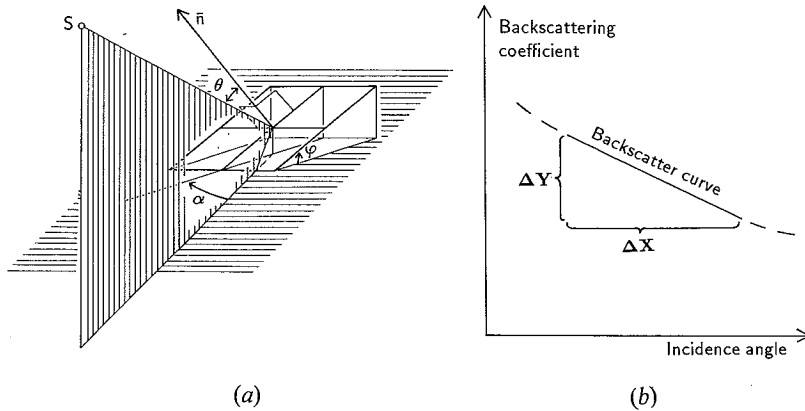 S
n̄
θ
φ
α
(a)
Backscattering
coefficient
Backscatter curve
ΔY
ΔX
Incidence angle
(b)